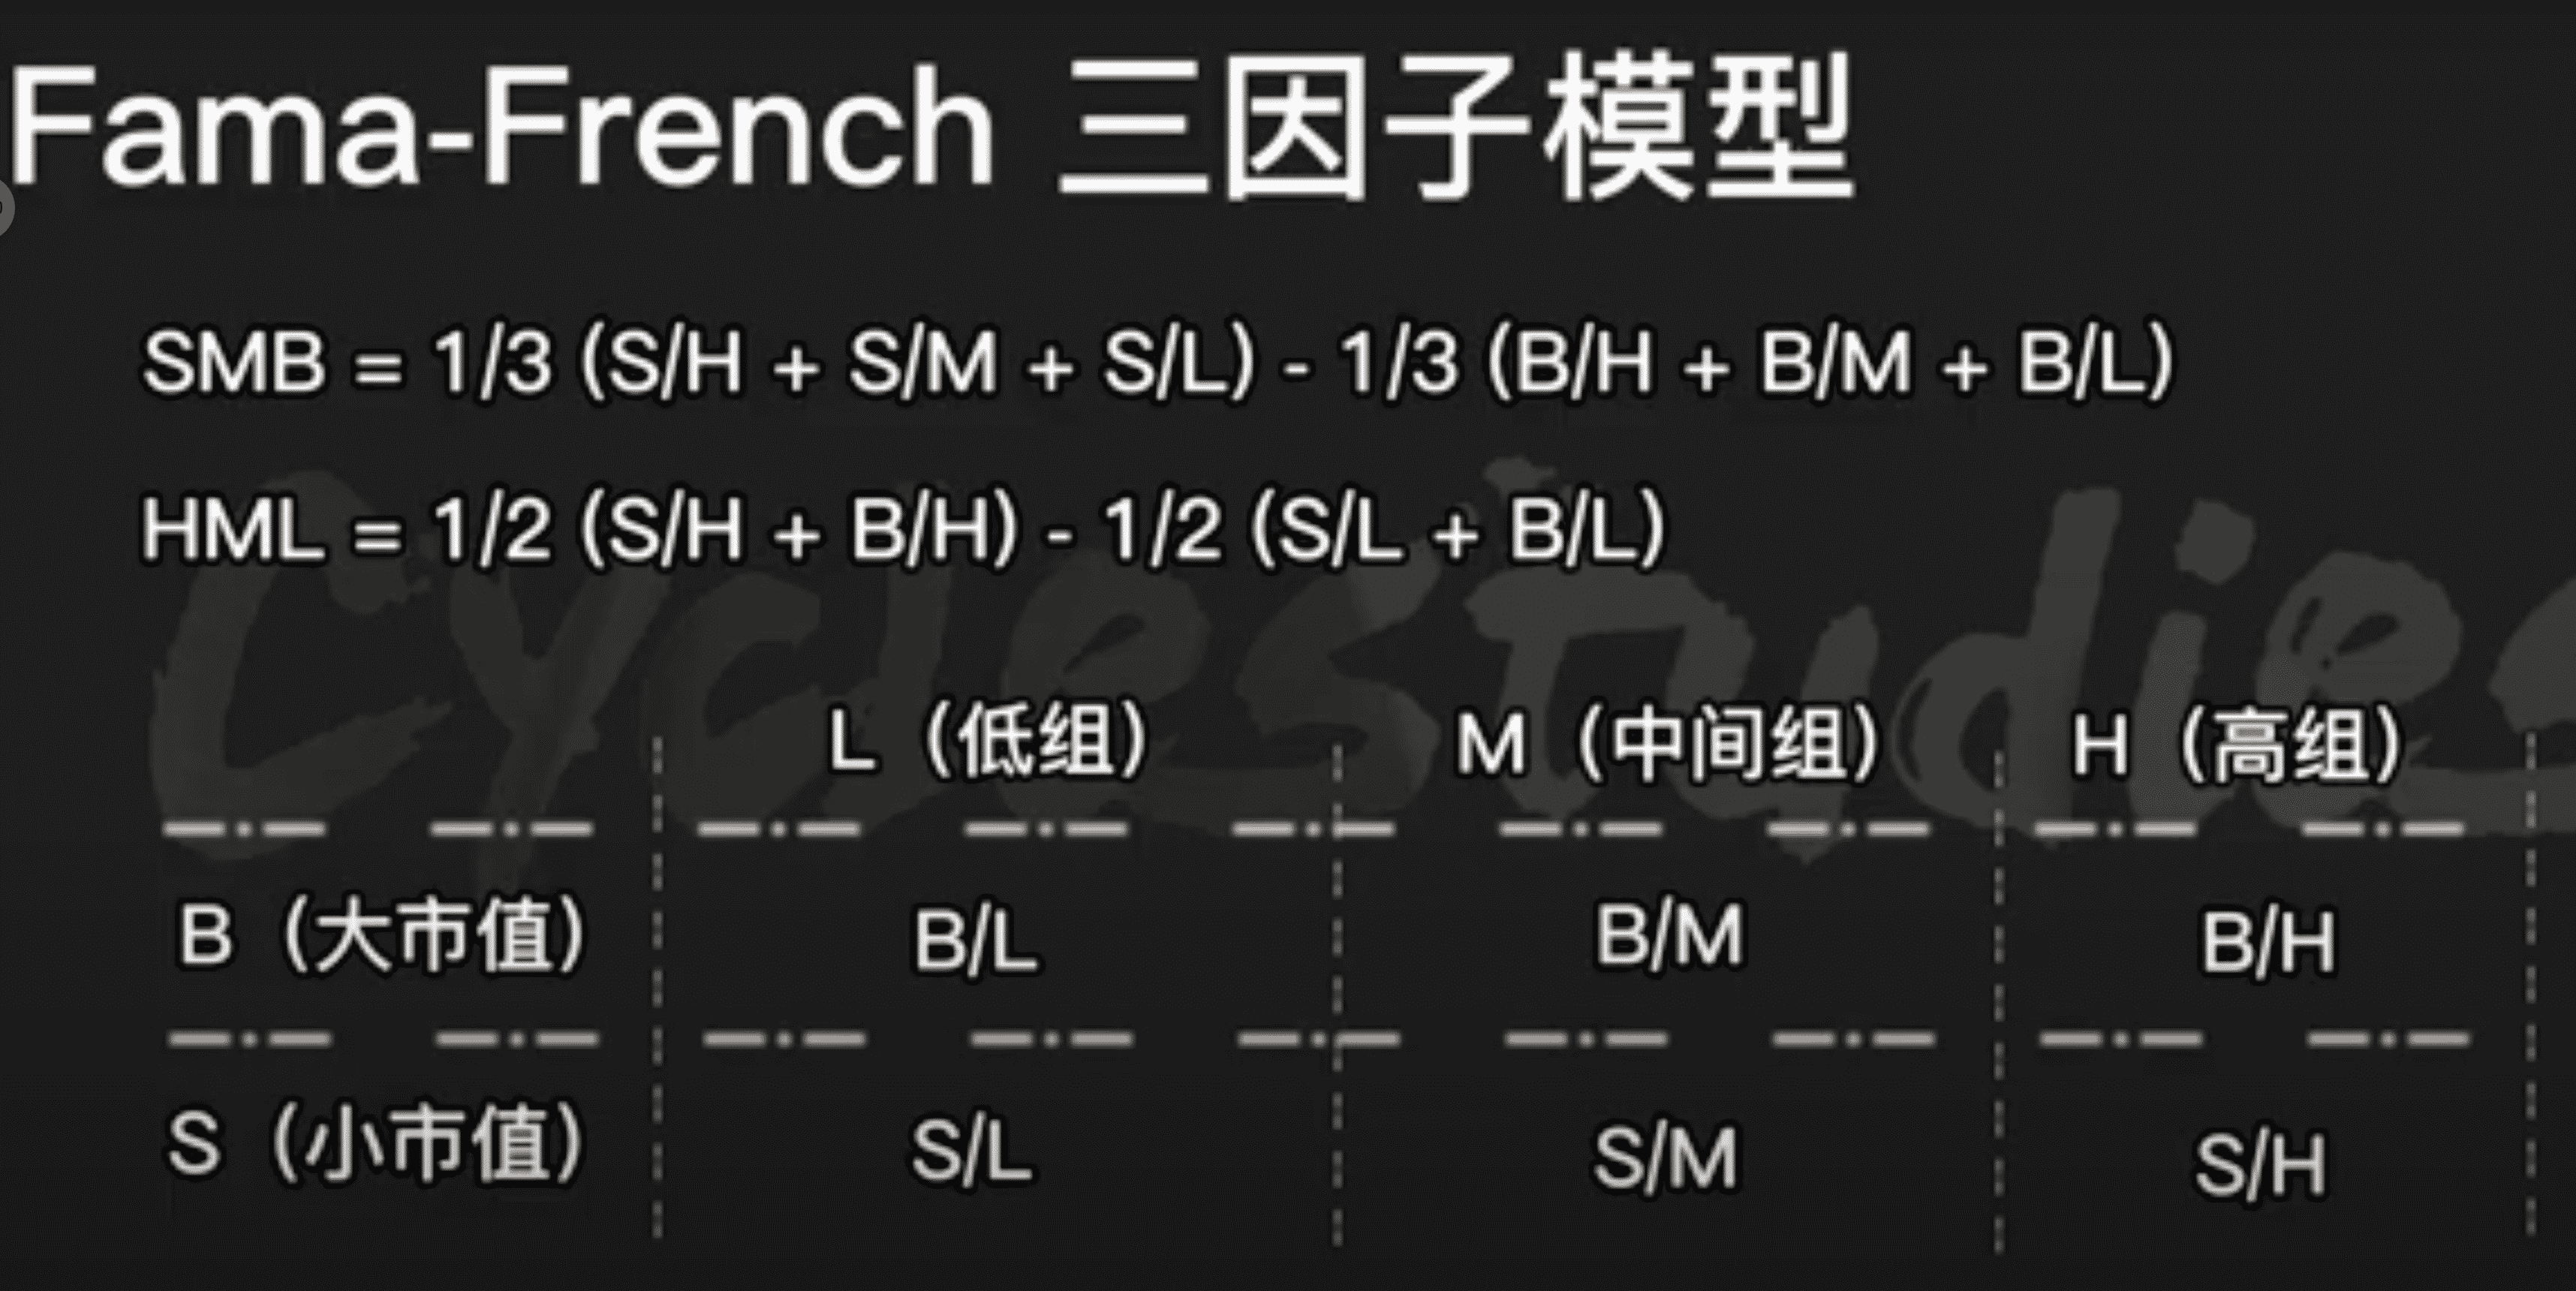 Fama-French 三因子模型
SMB = 1/3 (S/H + S/M + S/L) - 1/3 (B/H + B/M + B/L)
HML = 1/2 (S/H + B/H) - 1/2 (S/L + B/L)
Cyclestudies
L（低组） M（中间组） H（高组）
B（大市值） B/L B/M B/H
S（小市值） S/L S/M S/H